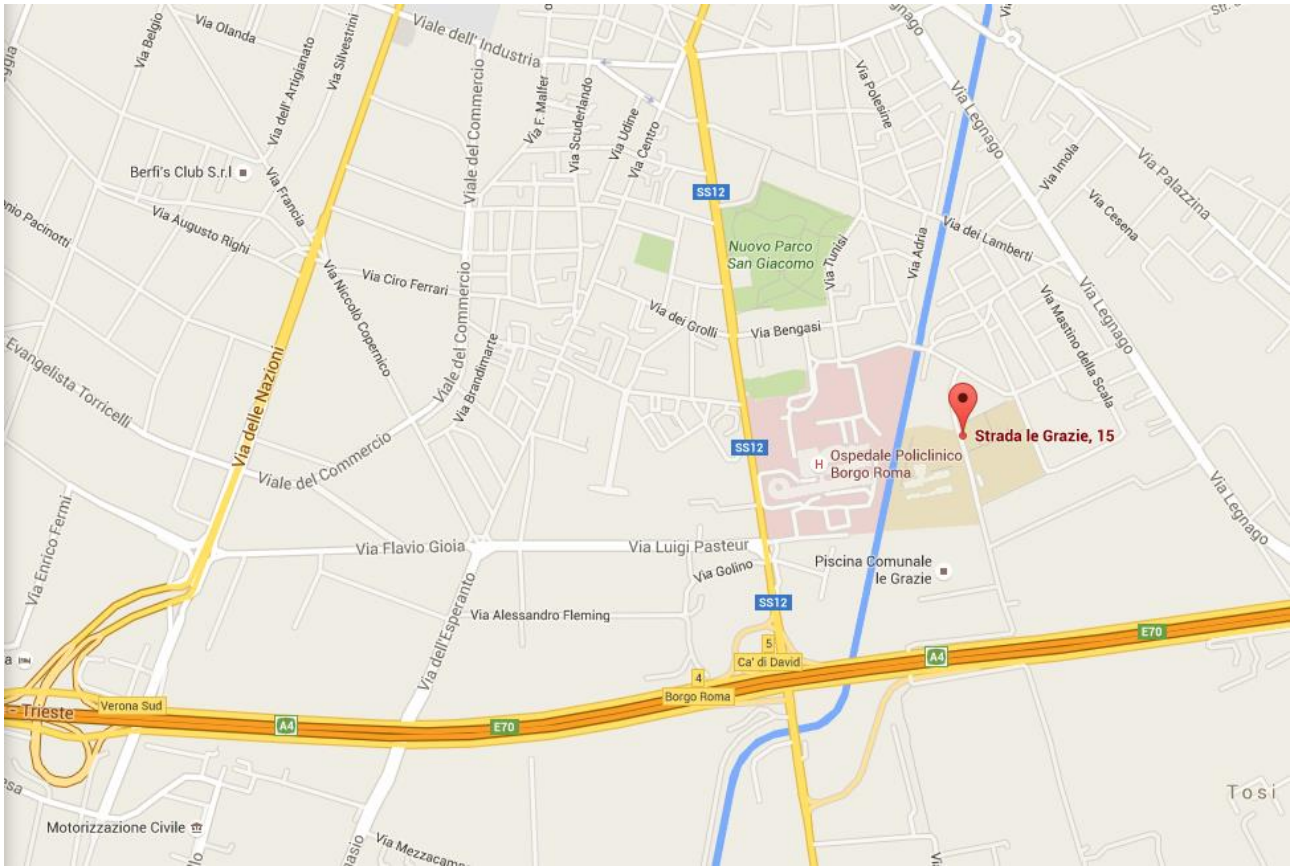 Via Belgio
Via Olanda
Via Silvestrini
Viale dell' Industria
Via dell' Artigianato
Viale del Commercio
Via F. Malfer
Via Scuderlando
Via Udine
Via Centro
Via Polesine
Via Legnago
Via Imola
Via Palazzina
Via Cesena
Berfi's Club S.r.l
Via Francia
Via Augusto Righi
Pacinotti
SS12
Nuovo Parco
San Giacomo
Via Tunisi
Via Adria
Via dei Lamberti
Via Ciro Ferrari
Via Niccolò Copernico
Viale del Commercio
Via dei Grolli
Via Bengasi
Via Mastino della Scala
Via Legnago
Evangelista Torricelli
Via delle Nazioni
Viale del Commercio
Via Brandimarte
SS12
Strada le Grazie, 15
Ospedale Policlinico
Borgo Roma
H
Viale del Commercio
Via Legnago
Via Enrico Fermi
Via Flavio Gioia
Via Luigi Pasteur
Via Golino
Piscina Comunale
le Grazie
SS12
Via Alessandro Fleming
Via dell'Esperanto
5
Ca' di David
4
Borgo Roma
A4
E70
- Trieste
Verona Sud
A4
E70
Tosi
Motorizzazione Civile